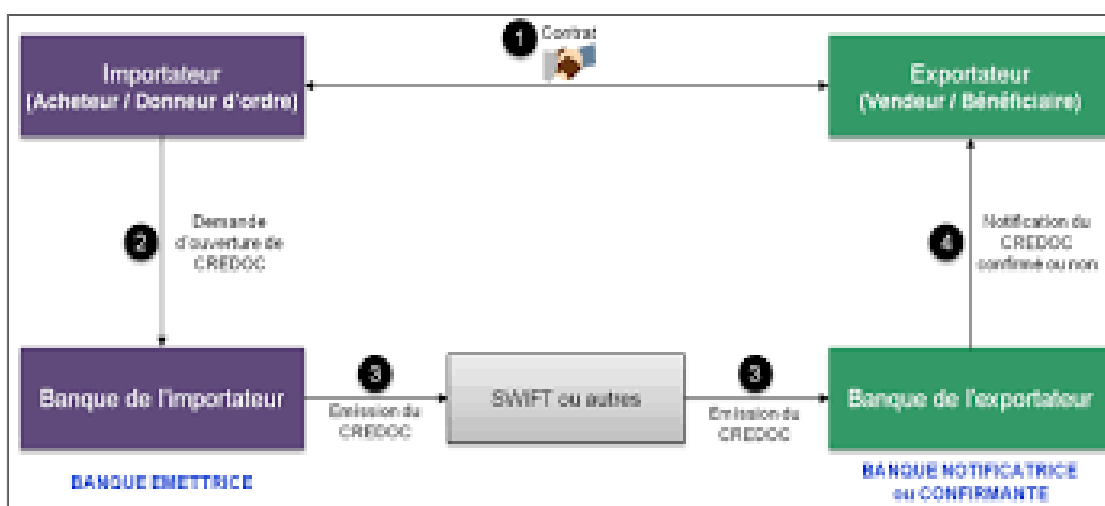 1
Contrat
Importateur
(Acheteur / Donneur d'ordre)
Exportateur
(Vendeur / Bénéficiaire)
2
Demande
d'ouverture de
CREDOC
4
Notification du
CREDOC
confirmé ou non
Banque de l'importateur
3
Emission du
CREDOC
SWIFT ou autres
3
Emission du
CREDOC
Banque de l'exportateur
BANQUE EMETTRICE
BANQUE NOTIFICATRICE
ou CONFIRMANTE